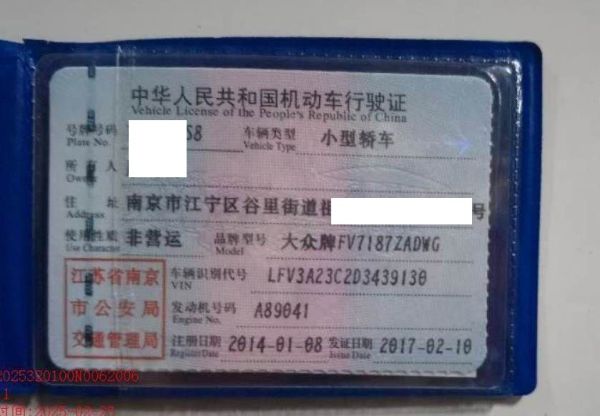 中华人民共和国机动车行驶证
Vehicle License of the People's Republic of China
号牌号码 S8 车辆类型 小型轿车
Plate No. Vehicle Type
所有人
Owner
住址 南京市江宁区谷里街道 号
Address
使用性质 非营运 品牌型号 大众牌FV7187ZADWG
Use Character Model
江苏省南京 车辆识别代号 LFV3A23C2D3439130
VIN
市公安局 发动机号码 A89041
Engine No.
交通管理局 注册日期 2014-01-08 发证日期 2017-02-10
Register Date Issue Date
2025320100N0062006
1